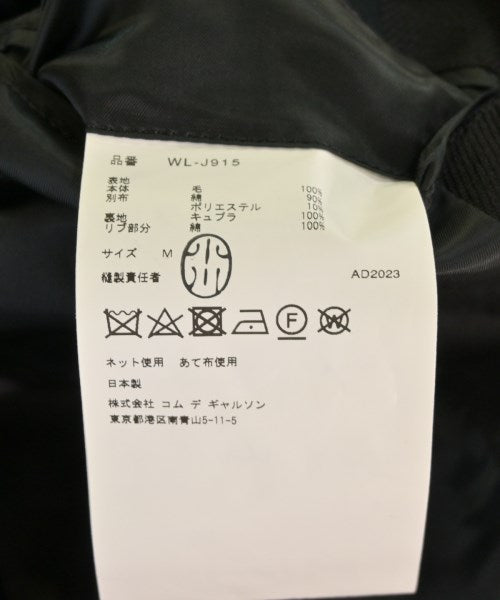 品番 WL-J915
表地
本体 毛 100%
別布 綿 90%
ポリエステル 10%
裏地 キュプラ 100%
リブ部分 綿 100%
サイズ M
縫製責任者 AD2023
F W
ネット使用 あて布使用
日本製
株式会社 コム デ ギャルソン
東京都港区南青山5-11-5